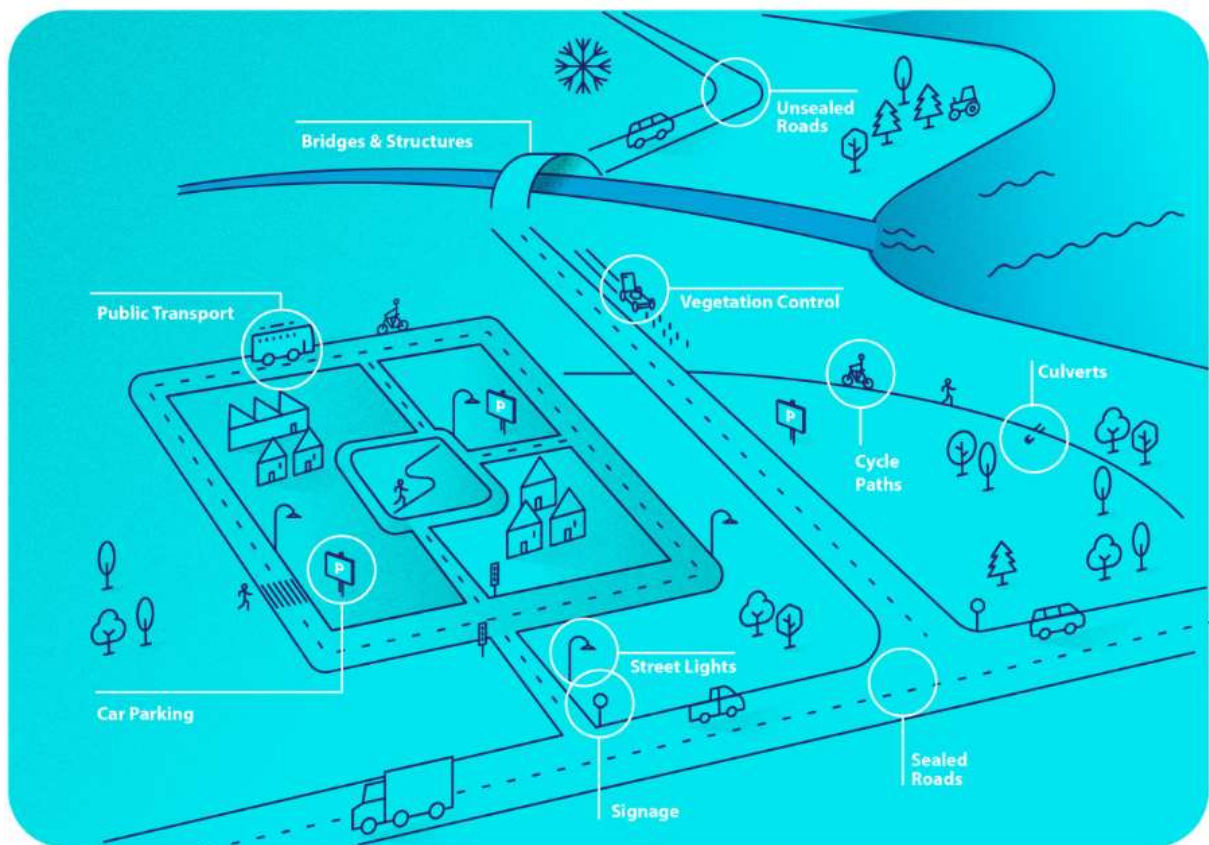 Unsealed
Roads
Bridges & Structures
Public Transport
Vegetation Control
Culverts
P
P
Cycle
Paths
P
Street Lights
Car Parking
Sealed
Roads
Signage